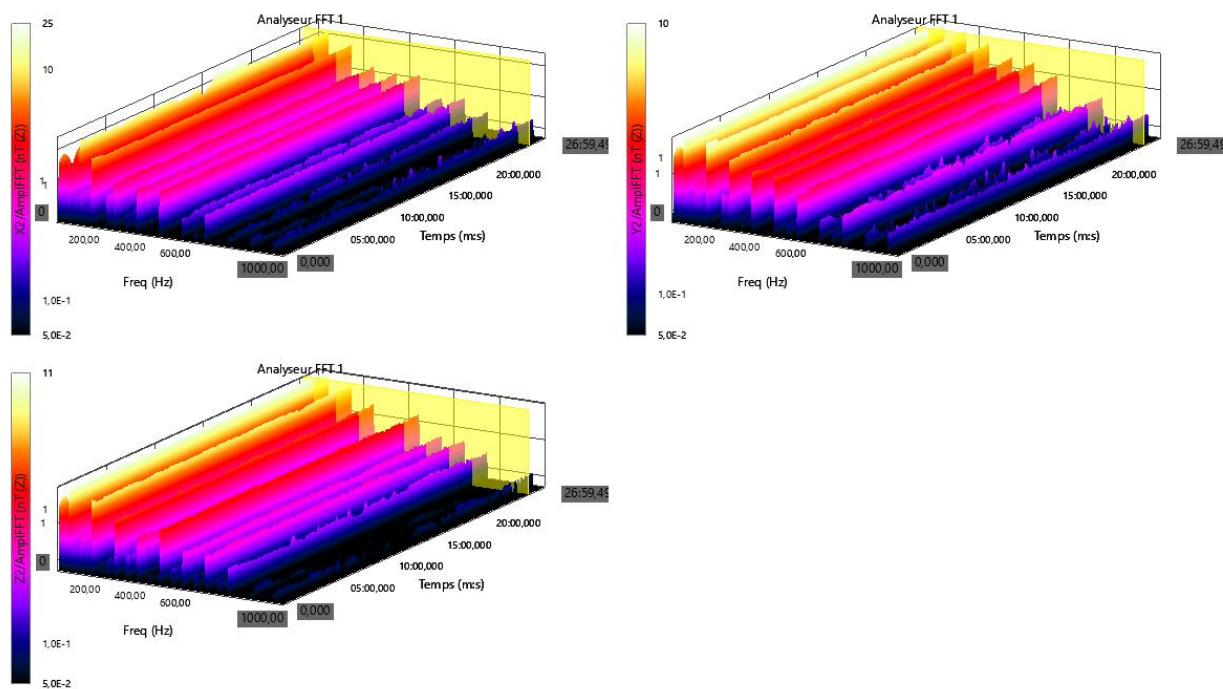 Analyseur FFT 1
25
10
1
1
0
1,0E-1
5,0E-2
X2/AmplFFT (nT (Z))
200,00
400,00
600,00
1000,00
Freq (Hz)
0,000
05:00,000
10:00,000
15:00,000
20:00,000
26:59,49
Temps (m:s)
Analyseur FFT 1
10
1
1
0
1,0E-1
5,0E-2
Y2/AmplFFT (nT (Z))
200,00
400,00
600,00
1000,00
Freq (Hz)
0,000
05:00,000
10:00,000
15:00,000
20:00,000
26:59,49
Temps (m:s)
Analyseur FFT 1
11
1
1
0
1,0E-1
5,0E-2
Z2/AmplFFT (nT (Z))
200,00
400,00
600,00
1000,00
Freq (Hz)
0,000
05:00,000
10:00,000
15:00,000
20:00,000
26:59,49
Temps (m:s)